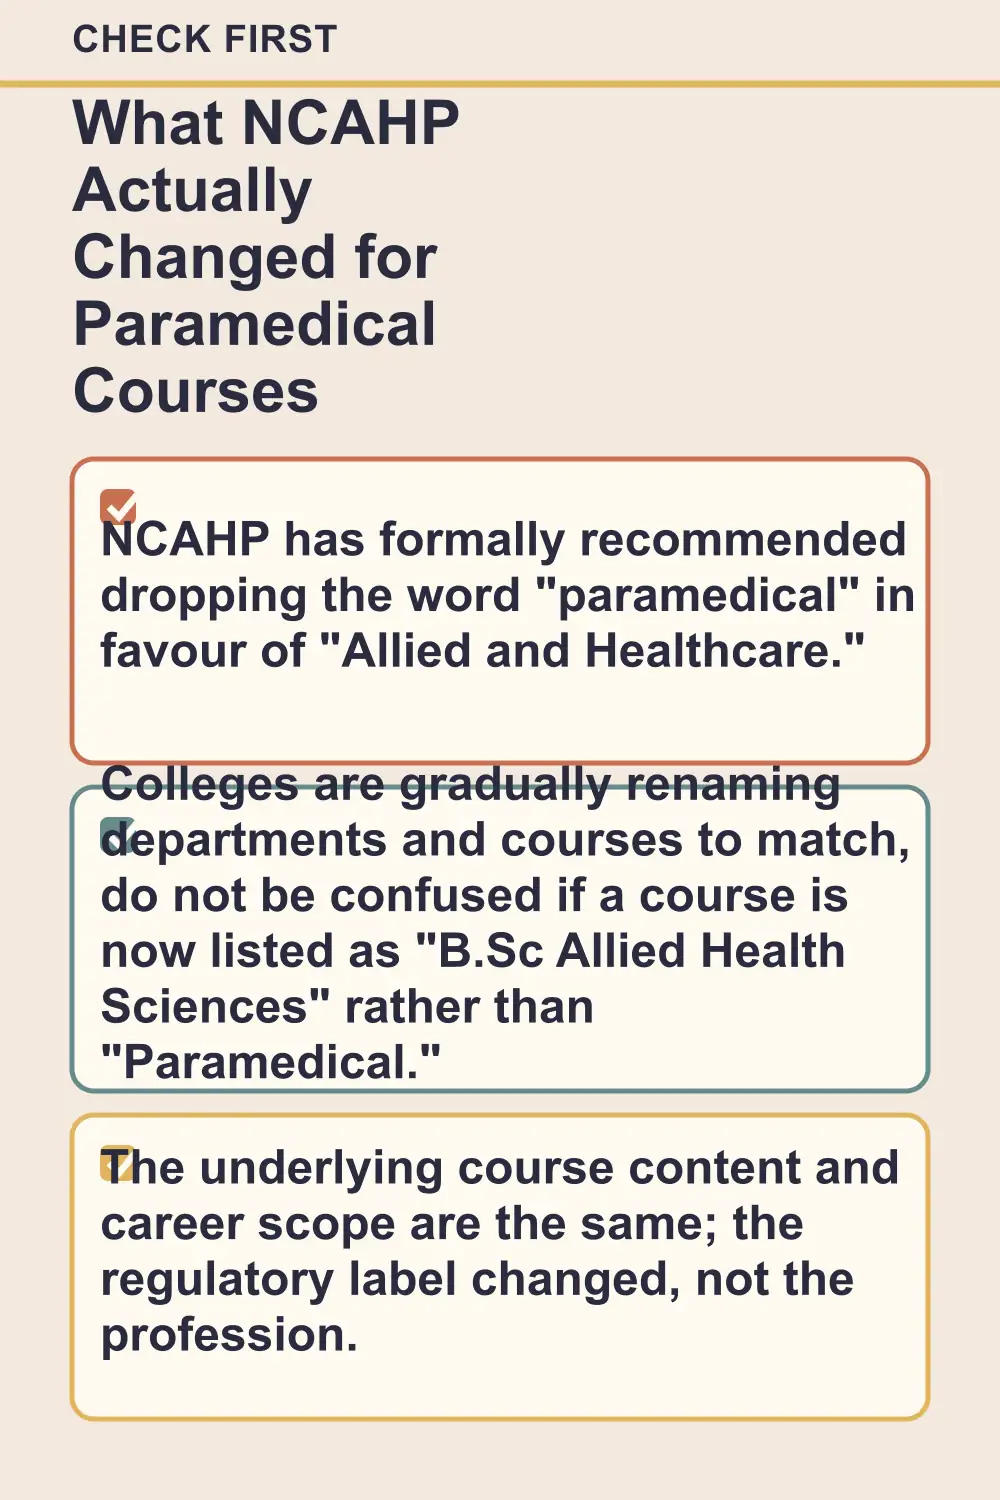 CHECK FIRST
What NCAHP
Actually
Changed for
Paramedical
Courses
NCAHP has formally recommended
dropping the word "paramedical" in
favour of "Allied and Healthcare."
Colleges are gradually renaming
departments and courses to match,
do not be confused if a course is
now listed as "B.Sc Allied Health
Sciences" rather than
"Paramedical."
The underlying course content and
career scope are the same; the
regulatory label changed, not the
profession.